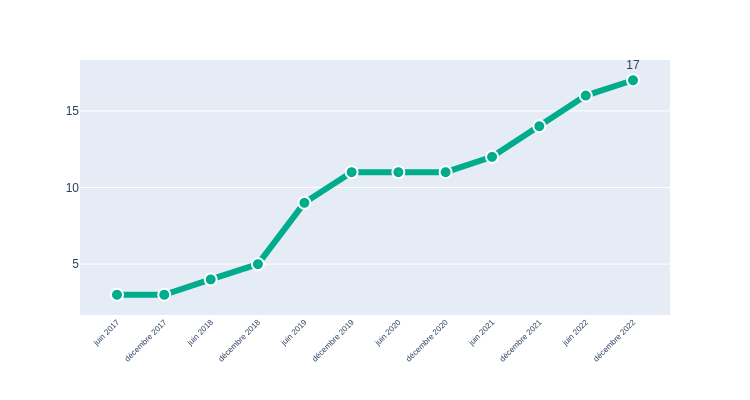 17
15
10
5
juin 2017
décembre 2017
juin 2018
décembre 2018
juin 2019
décembre 2019
juin 2020
décembre 2020
juin 2021
décembre 2021
juin 2022
décembre 2022